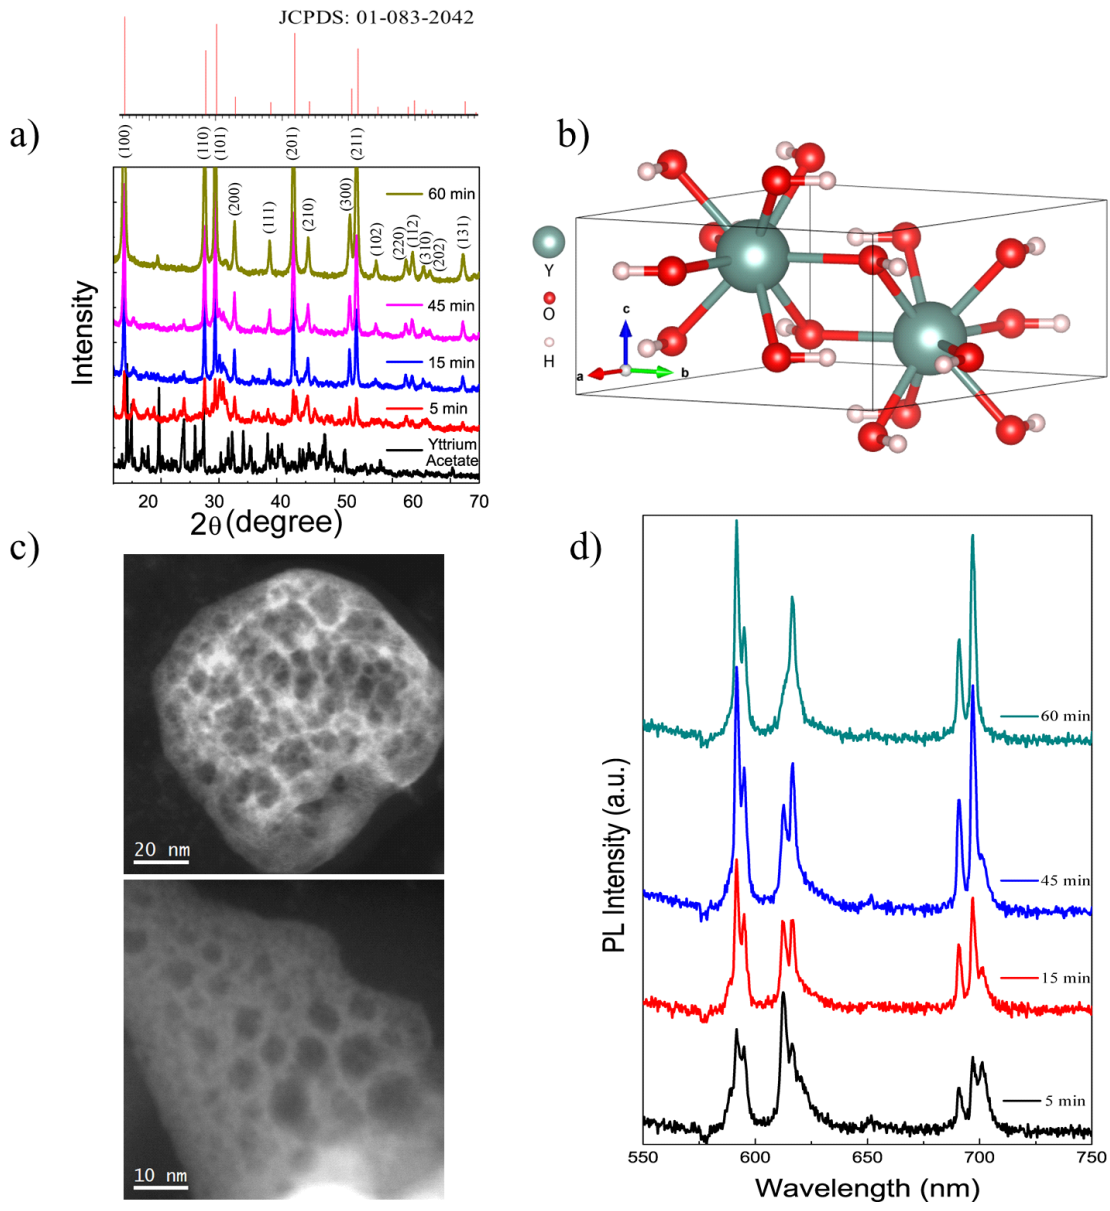 JCPDS: 01-083-2042
a)
(100)
(110)
(101)
(201)
(211)
(200)
(111)
(210)
(300)
(102)
(220)
(112)
(310)
(202)
(131)
60 min
45 min
15 min
5 min
Yttrium
Acetate
Intensity
20
30
40
50
60
70
2θ (degree)
b)
Y
O
H
c
a
b
c)
20 nm
10 nm
d)
60 min
45 min
15 min
5 min
PL Intensity (a.u.)
550
600
650
700
750
Wavelength (nm)